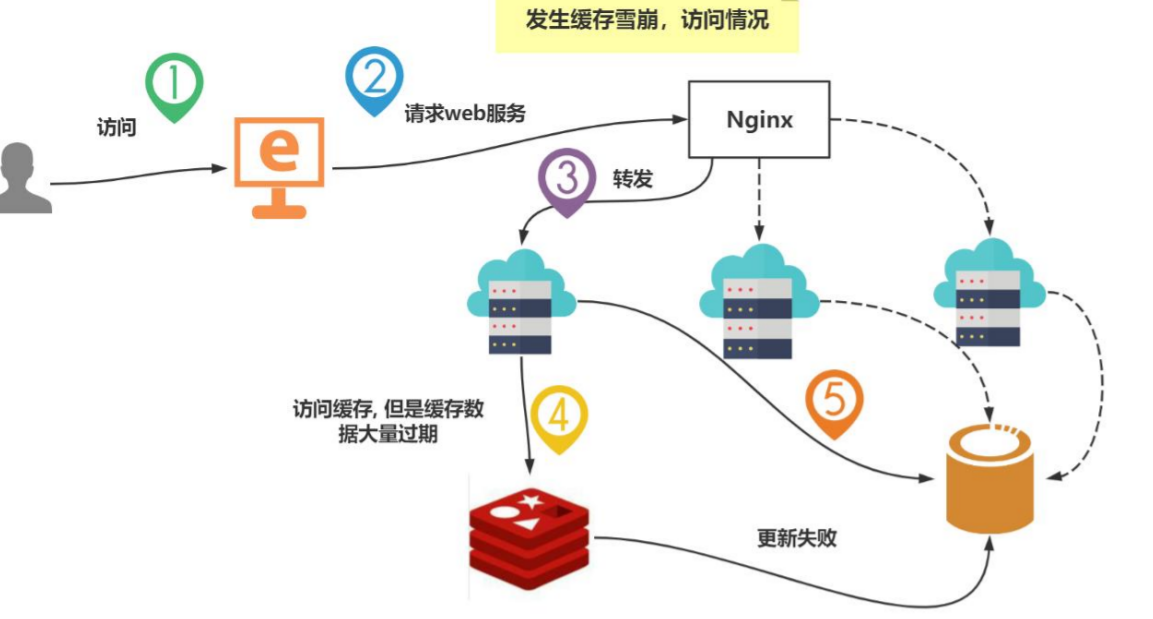 发生缓存雪崩，访问情况
1
2
访问
请求web服务
Nginx
e
3
转发
访问缓存, 但是缓存数
据大量过期
4
5
更新失败